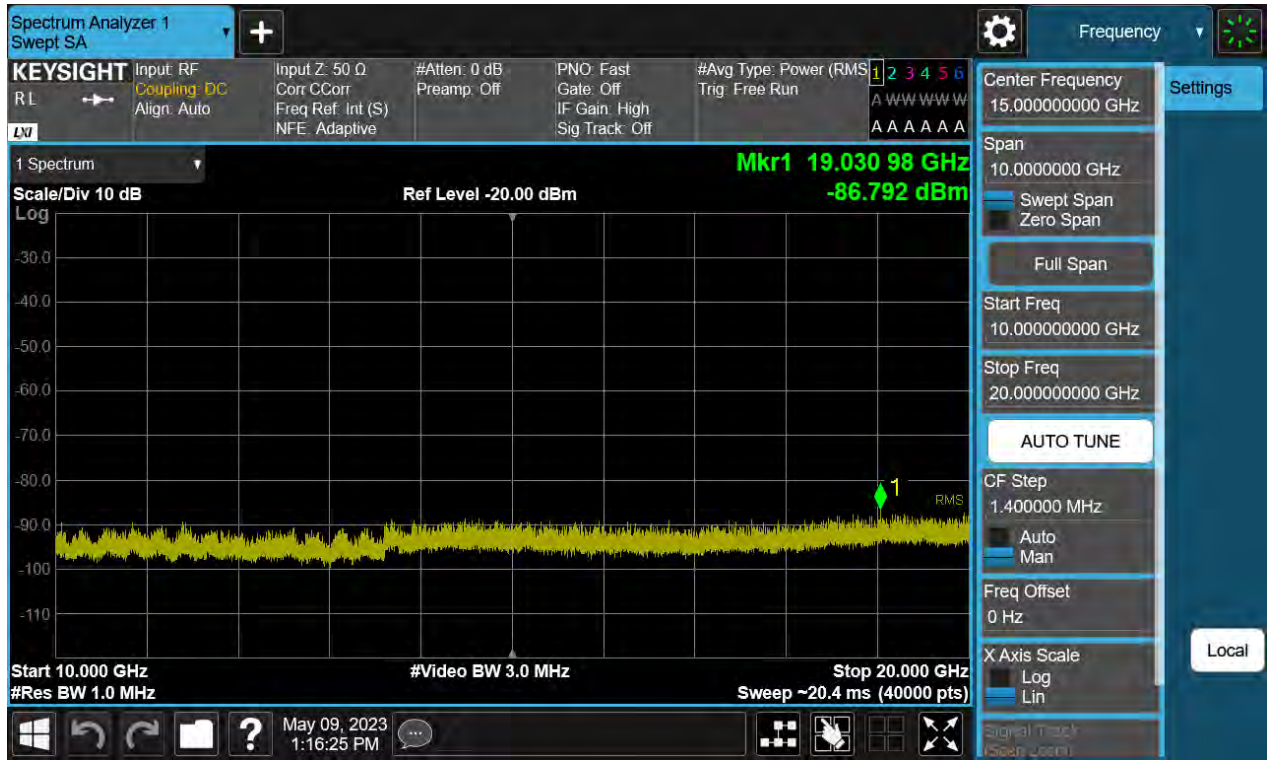 Spectrum Analyzer 1
Swept SA
Frequency
KEYSIGHT
RL
LXI
Input: RF
Coupling: DC
Align: Auto
Input Z: 50 Ω
Corr CCorr
Freq Ref: Int (S)
NFE: Adaptive
#Atten: 0 dB
Preamp: Off
PNO: Fast
Gate: Off
IF Gain: High
Sig Track: Off
#Avg Type: Power (RMS
Trig: Free Run
1 2 3 4 5 6
A W W W W W
A A A A A A
Center Frequency
15.000000000 GHz
Settings
1 Spectrum
Mkr1 19.030 98 GHz
Scale/Div 10 dB
Ref Level -20.00 dBm
-86.792 dBm
Log
-30.0
-40.0
-50.0
-60.0
-70.0
-80.0
-90.0
-100
-110
1
RMS
Start 10.000 GHz
#Video BW 3.0 MHz
Stop 20.000 GHz
#Res BW 1.0 MHz
Sweep ~20.4 ms (40000 pts)
Span
10.0000000 GHz
Swept Span
Zero Span
Full Span
Start Freq
10.000000000 GHz
Stop Freq
20.000000000 GHz
AUTO TUNE
CF Step
1.400000 MHz
Auto
Man
Freq Offset
0 Hz
X Axis Scale
Log
Lin
Signal Track
(Span Zoom)
Local
?
May 09, 2023
1:16:25 PM